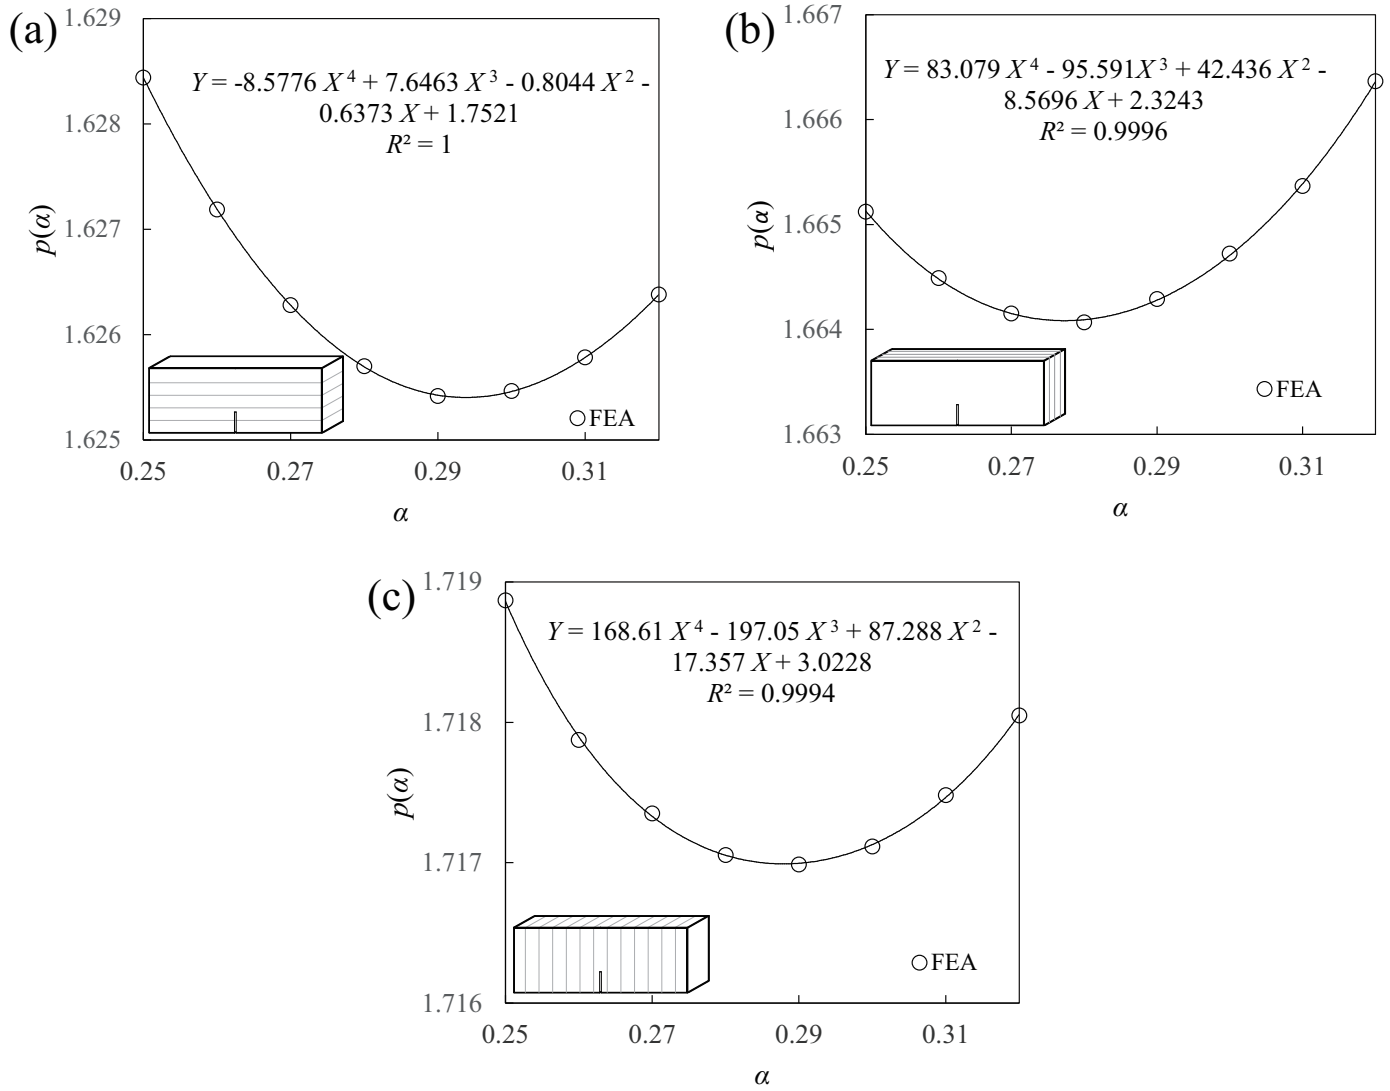 (a)
1.629
1.628
1.627
1.626
1.625
p(α)
Y = -8.5776 X⁴ + 7.6463 X³ - 0.8044 X² -
0.6373 X + 1.7521
R² = 1
FEA
0.25 0.27 0.29 0.31
α
(b)
1.667
1.666
1.665
1.664
1.663
p(α)
Y = 83.079 X⁴ - 95.591X³ + 42.436 X² -
8.5696 X + 2.3243
R² = 0.9996
FEA
0.25 0.27 0.29 0.31
α
(c)
1.719
1.718
1.717
1.716
p(α)
Y = 168.61 X⁴ - 197.05 X³ + 87.288 X² -
17.357 X + 3.0228
R² = 0.9994
FEA
0.25 0.27 0.29 0.31
α